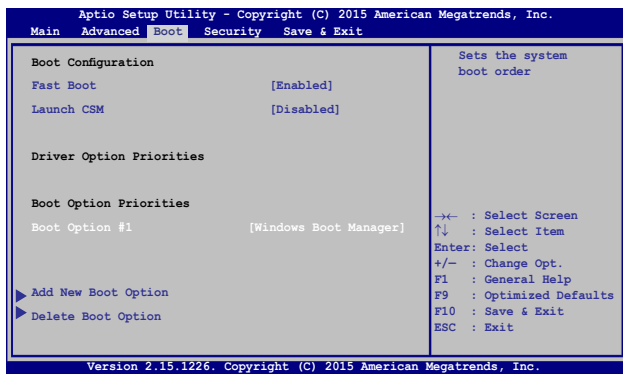 Aptio Setup Utility - Copyright (C) 2015 American Megatrends, Inc.
Main Advanced Boot Security Save & Exit
Boot Configuration
Fast Boot [Enabled]
Launch CSM [Disabled]
Driver Option Priorities
Boot Option Priorities
Boot Option #1 [Windows Boot Manager]
Add New Boot Option
Delete Boot Option
Sets the system
boot order
→← : Select Screen
↑↓ : Select Item
Enter: Select
+/— : Change Opt.
F1 : General Help
F9 : Optimized Defaults
F10 : Save & Exit
ESC : Exit
Version 2.15.1226. Copyright (C) 2015 American Megatrends, Inc.